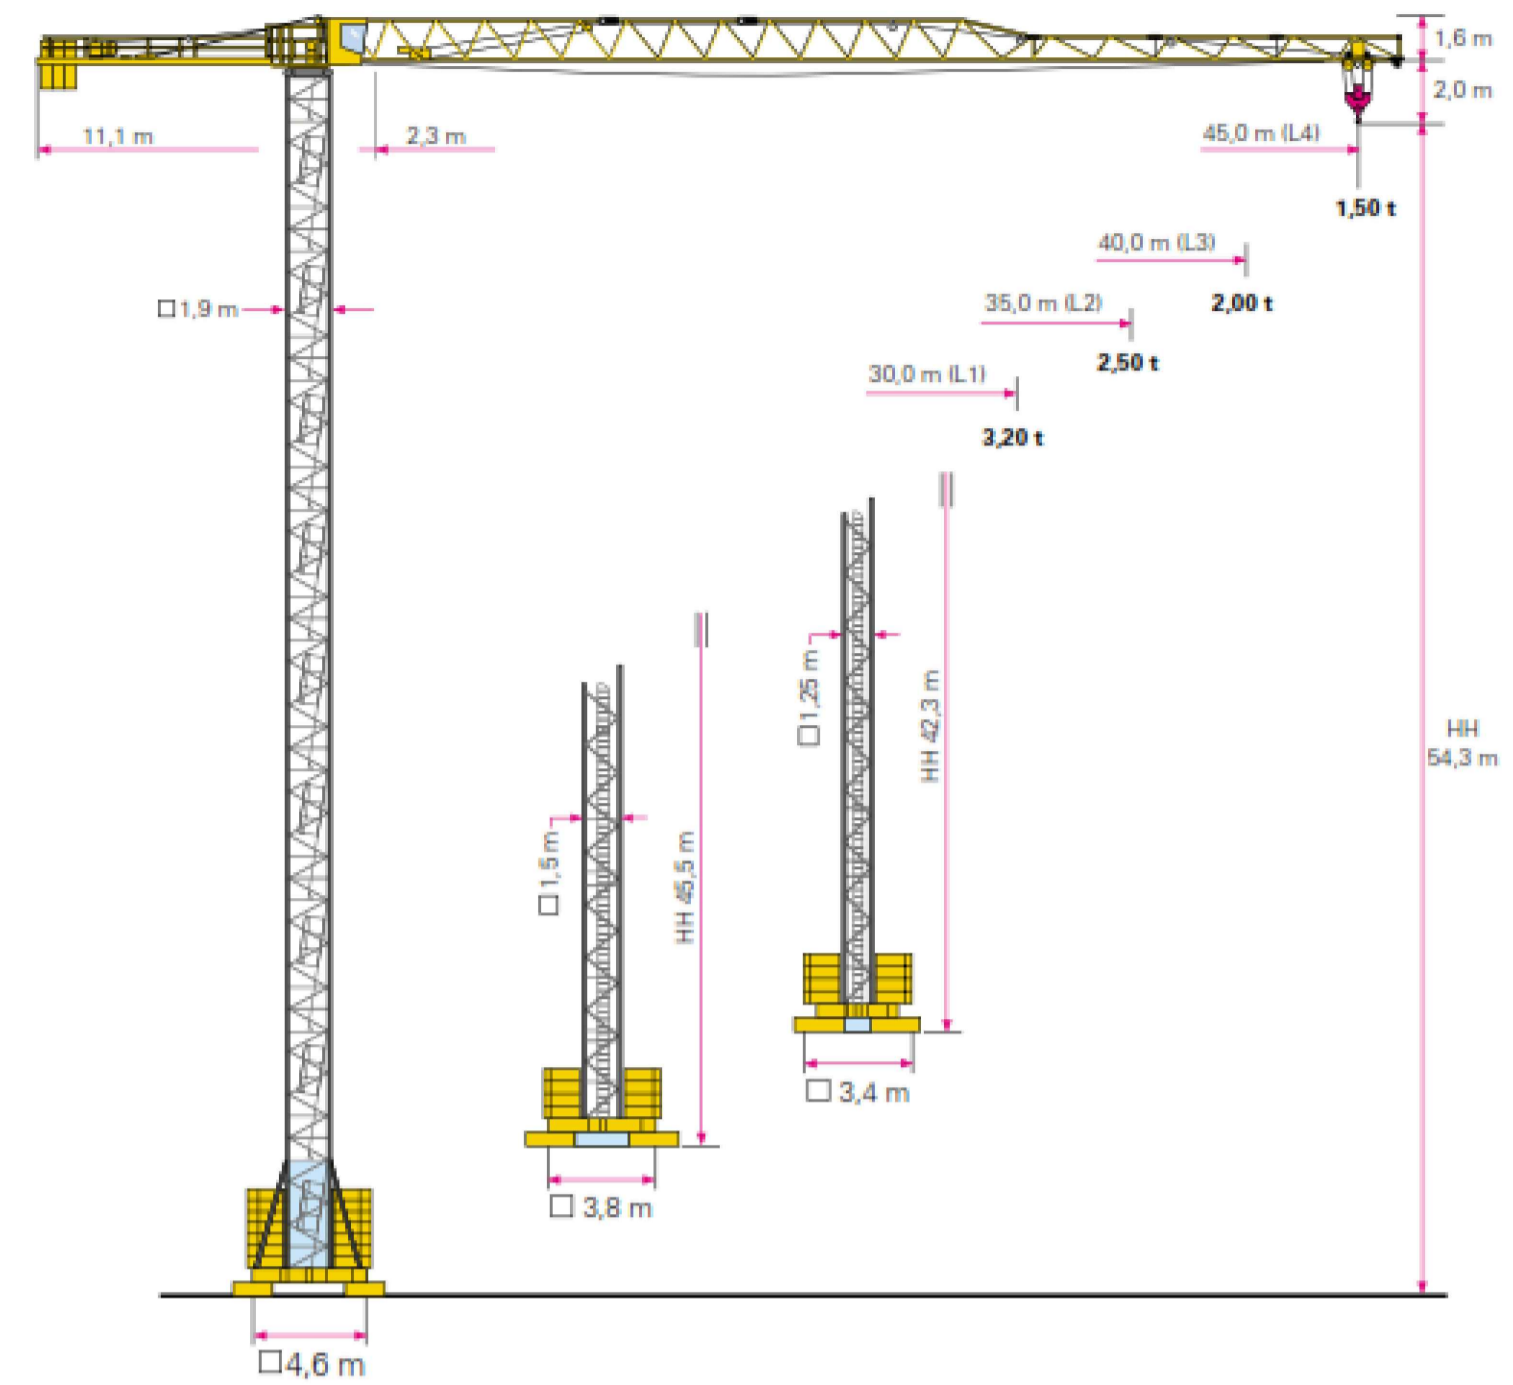 1,6 m
2,0 m
11,1 m
2,3 m
45,0 m (L4)
1,50 t
40,0 m (L3)
2,00 t
□ 1,9 m
35,0 m (L2)
2,50 t
30,0 m (L1)
3,20 t
□ 1,25 m
HH 42,3 m
HH
54,3 m
□ 1,5 m
HH 45,5 m
□ 3,4 m
□ 3,8 m
□ 4,6 m